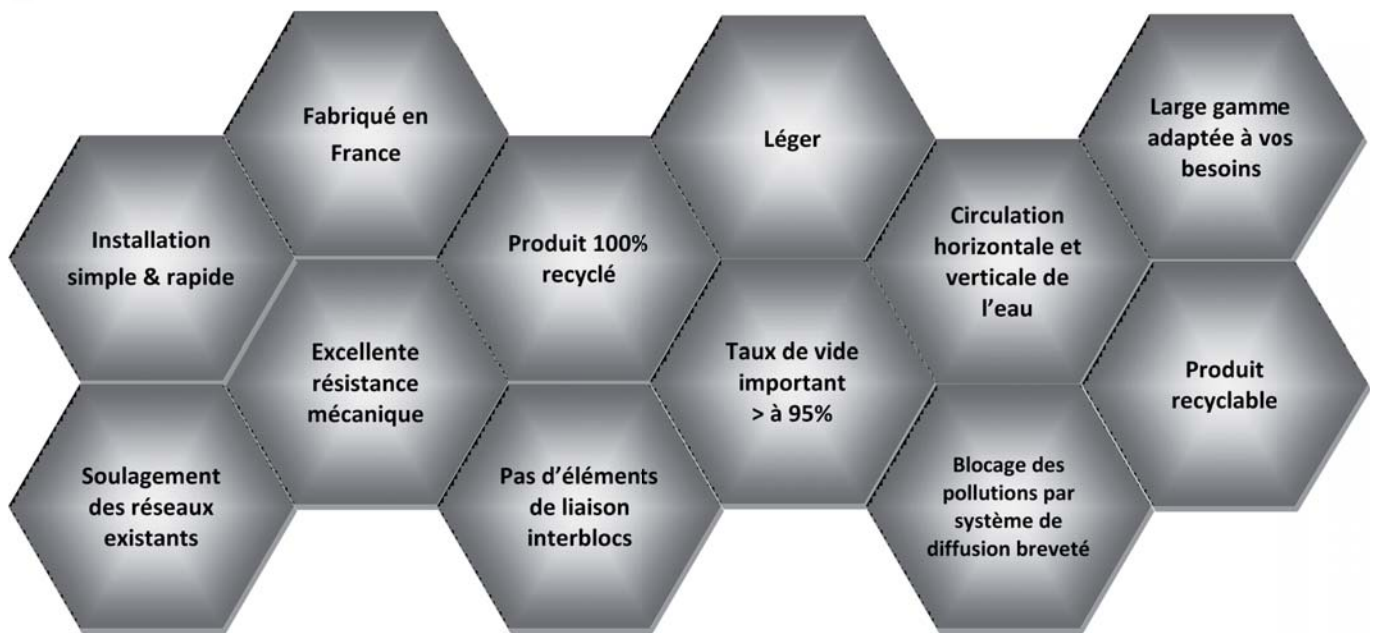 Fabriqué en
France
Léger
Large gamme
adaptée à vos
besoins
Installation
simple & rapide
Produit 100%
recyclé
Circulation
horizontale et
verticale de
l’eau
Excellente
résistance
mécanique
Taux de vide
important
> à 95%
Produit
recyclable
Soulagement
des réseaux
existants
Pas d’éléments
de liaison
interblocs
Blocage des
pollutions par
système de
diffusion breveté